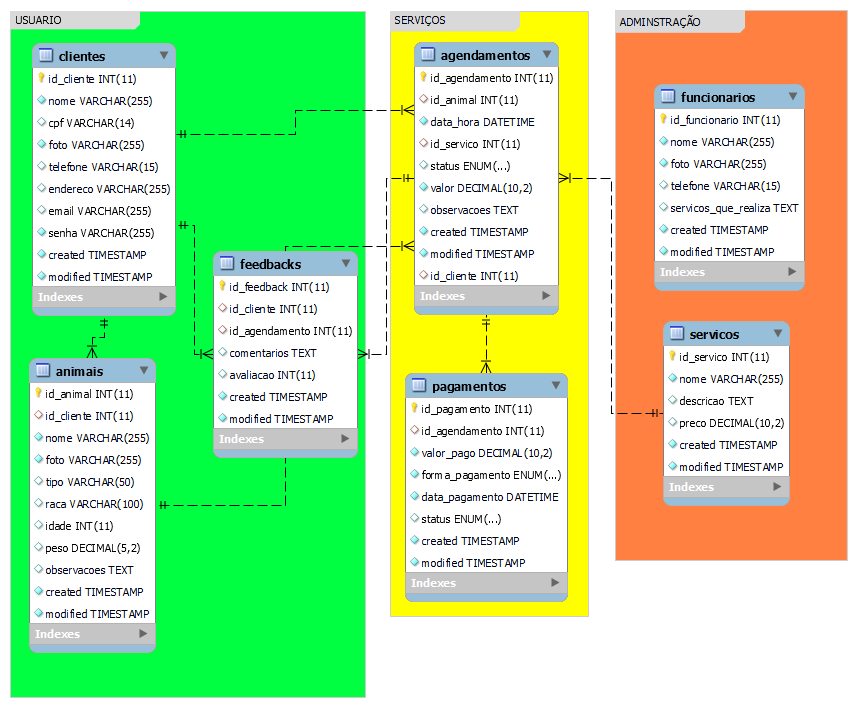 USUARIO
clientes
id_cliente INT(11)
nome VARCHAR(255)
cpf VARCHAR(14)
foto VARCHAR(255)
telefone VARCHAR(15)
endereco VARCHAR(255)
email VARCHAR(255)
senha VARCHAR(255)
created TIMESTAMP
modified TIMESTAMP
Indexes
feedbacks
id_feedback INT(11)
id_cliente INT(11)
id_agendamento INT(11)
comentarios TEXT
avaliacao INT(11)
created TIMESTAMP
modified TIMESTAMP
Indexes
animais
id_animal INT(11)
id_cliente INT(11)
nome VARCHAR(255)
foto VARCHAR(255)
tipo VARCHAR(50)
raca VARCHAR(100)
idade INT(11)
peso DECIMAL(5,2)
observacoes TEXT
created TIMESTAMP
modified TIMESTAMP
Indexes
SERVIÇOS
agendamentos
id_agendamento INT(11)
id_animal INT(11)
data_hora DATETIME
id_servico INT(11)
status ENUM(...)
valor DECIMAL(10,2)
observacoes TEXT
created TIMESTAMP
modified TIMESTAMP
id_cliente INT(11)
Indexes
pagamentos
id_pagamento INT(11)
id_agendamento INT(11)
valor_pago DECIMAL(10,2)
forma_pagamento ENUM(...)
data_pagamento DATETIME
status ENUM(...)
created TIMESTAMP
modified TIMESTAMP
Indexes
ADMINSTRAÇÃO
funcionarios
id_funcionario INT(11)
nome VARCHAR(255)
foto VARCHAR(255)
telefone VARCHAR(15)
servicos_que_realiza TEXT
created TIMESTAMP
modified TIMESTAMP
Indexes
servicos
id_servico INT(11)
nome VARCHAR(255)
descricao TEXT
preco DECIMAL(10,2)
created TIMESTAMP
modified TIMESTAMP
Indexes